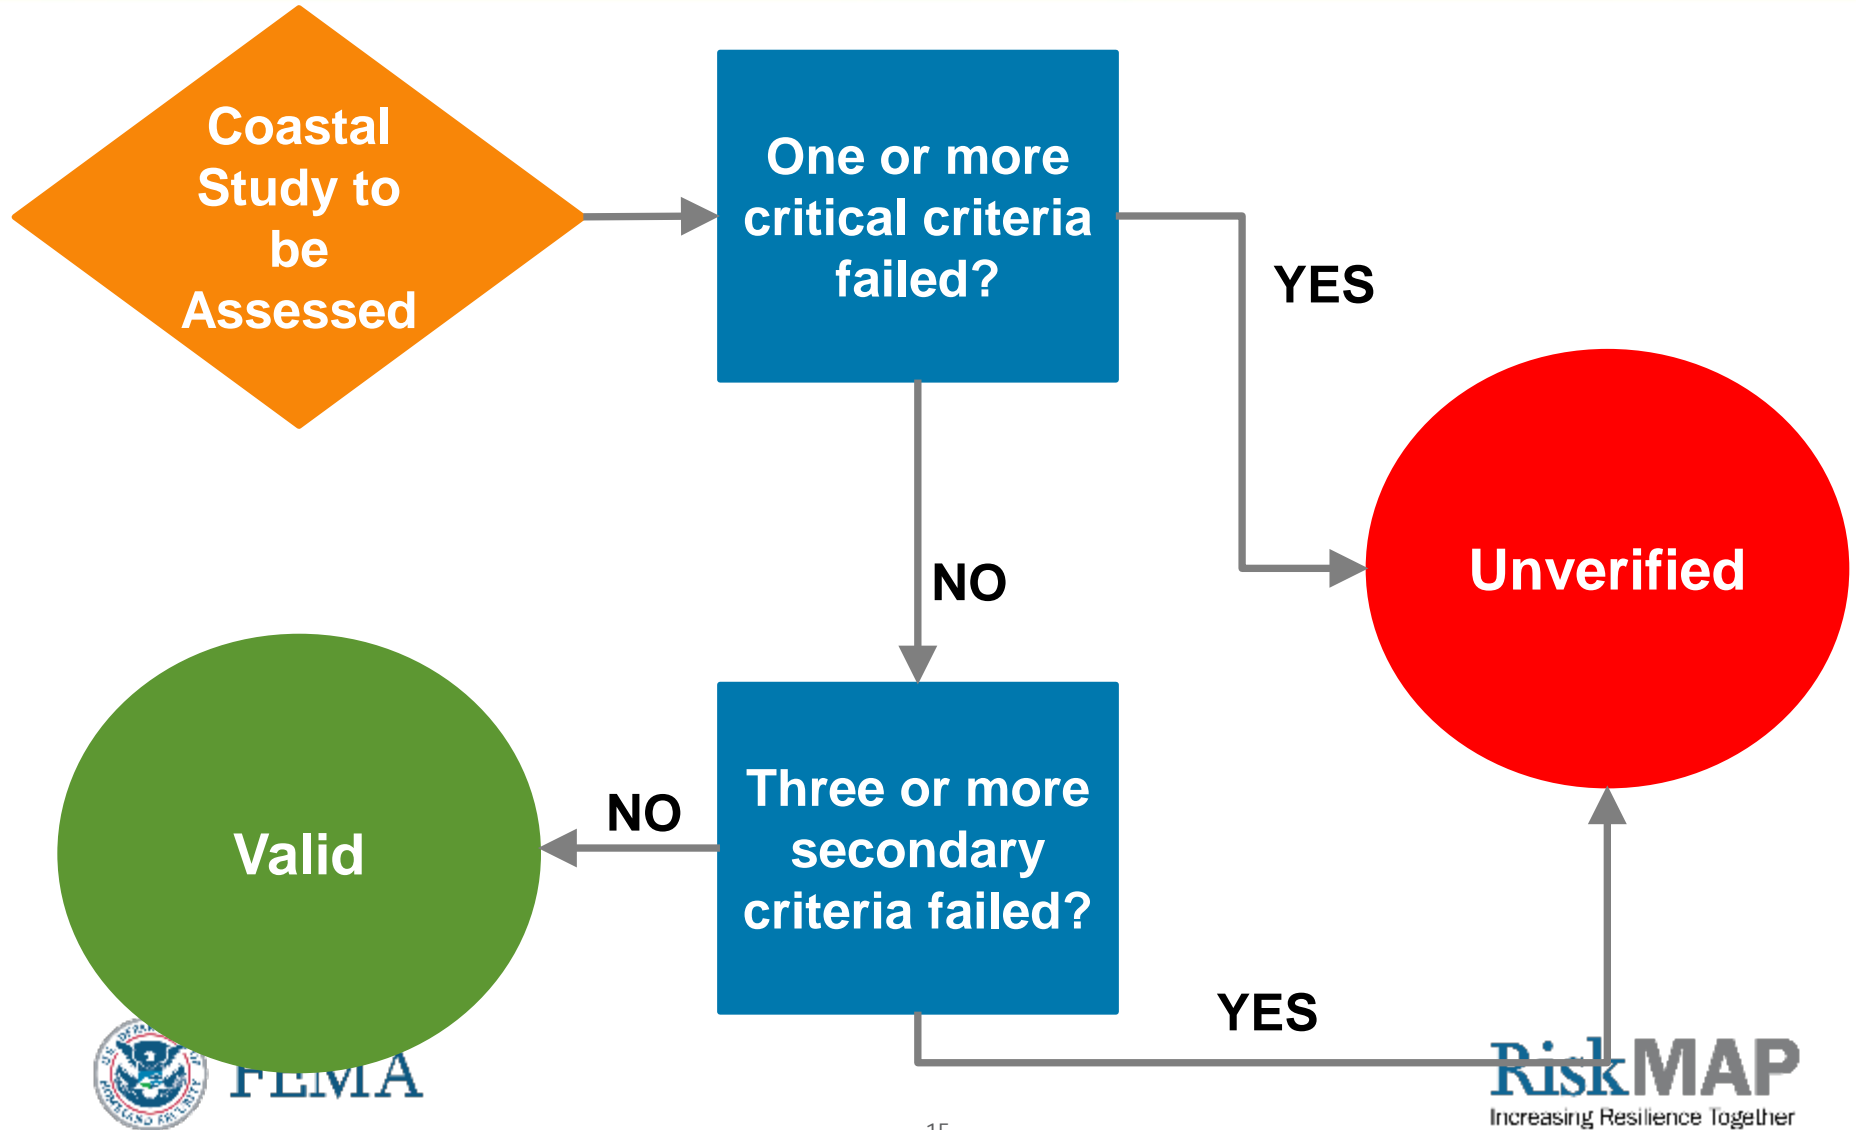 Coastal
Study to
be
Assessed
One or more
critical criteria
failed?
YES
NO
Unverified
Three or more
secondary
criteria failed?
NO
Valid
YES
FEMA
RiskMAP
Increasing Resilience Together
15